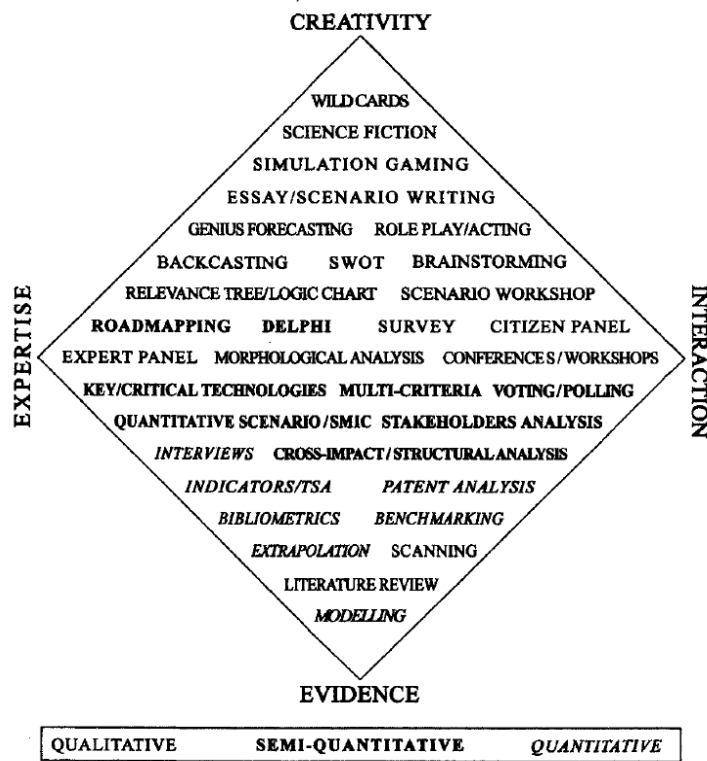 CREATIVITY
WILD CARDS
SCIENCE FICTION
SIMULATION GAMING
ESSAY/SCENARIO WRITING
GENIUS FORECASTING ROLE PLAY/ACTING
BACKCASTING SWOT BRAINSTORMING
RELEVANCE TREE/LOGIC CHART SCENARIO WORKSHOP
ROADMAPPING DELPHI SURVEY CITIZEN PANEL
EXPERT PANEL MORPHOLOGICAL ANALYSIS CONFERENCES/WORKSHOPS
KEY/CRITICAL TECHNOLOGIES MULTI-CRITERIA VOTING/POLLING
QUANTITATIVE SCENARIO/SMIC STAKEHOLDERS ANALYSIS
INTERVIEWS CROSS-IMPACT/STRUCTURAL ANALYSIS
INDICATORS/TSA PATENT ANALYSIS
BIBLIOMETRICS BENCHMARKING
EXTRAPOLATION SCANNING
LITERATURE REVIEW
MODELLING
EXPERTISE
INTERACTION
EVIDENCE
QUALITATIVE SEMI-QUANTITATIVE QUANTITATIVE